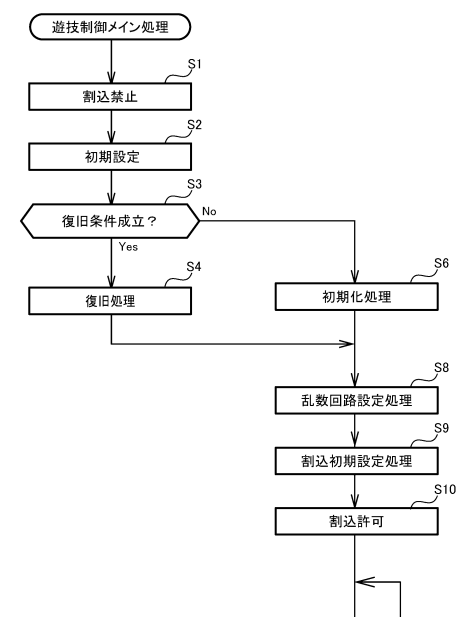 遊技制御メイン処理
S1
割込禁止
S2
初期設定
S3
復旧条件成立？
No
Yes
S4
復旧処理
S6
初期化処理
S8
乱数回路設定処理
S9
割込初期設定処理
S10
割込許可